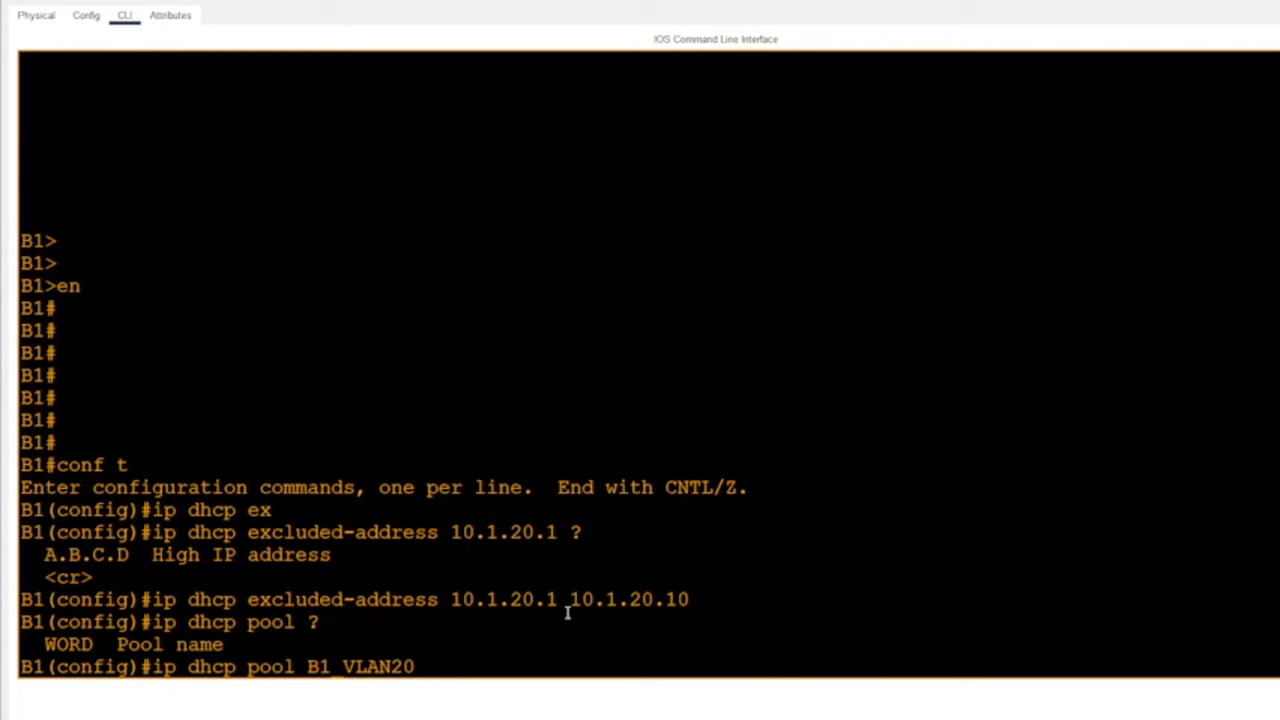 Physical Config CLI Attributes
IOS Command Line Interface
B1>
B1>
B1>en
B1#
B1#
B1#
B1#
B1#
B1#
B1#
B1#conf t
Enter configuration commands, one per line.  End with CNTL/Z.
B1(config)#ip dhcp ex
B1(config)#ip dhcp excluded-address 10.1.20.1 ?
  A.B.C.D  High IP address
  <cr>
B1(config)#ip dhcp excluded-address 10.1.20.1 10.1.20.10
B1(config)#ip dhcp pool ?
  WORD  Pool name
B1(config)#ip dhcp pool B1_VLAN20